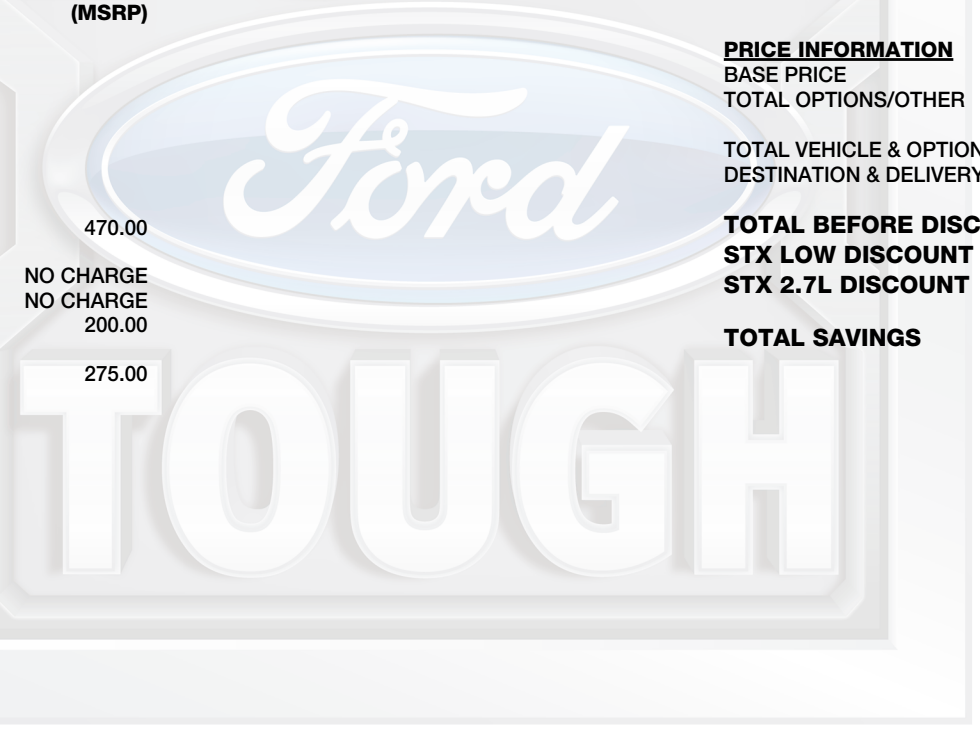 (MSRP)
470.00
NO CHARGE
NO CHARGE
200.00
275.00
Ford
TOUGH
PRICE INFORMATION
BASE PRICE
TOTAL OPTIONS/OTHER
TOTAL VEHICLE & OPTION
DESTINATION & DELIVERY
TOTAL BEFORE DISC
STX LOW DISCOUNT
STX 2.7L DISCOUNT
TOTAL SAVINGS